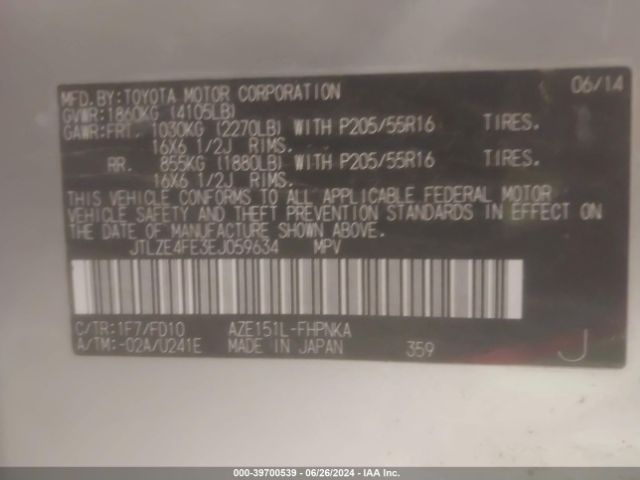 MFD.BY:TOYOTA MOTOR CORPORATION 06/14
GVWR:1860KG (4105LB)
GAWR:FRT. 1030KG (2270LB) WITH P205/55R16 TIRES.
16X6 1/2J RIMS.
RR. 855KG (1880LB) WITH P205/55R16 TIRES.
16X6 1/2J RIMS.
THIS VEHICLE CONFORMS TO ALL APPLICABLE FEDERAL MOTOR
VEHICLE SAFETY AND THEFT PREVENTION STANDARDS IN EFFECT ON
THE DATE OF MANUFACTURE SHOWN ABOVE.
JTLZE4FE3EJ059634 MPV
C/TR:1F7/FD10 AZE151L-FHPNKA
A/TM:-02A/U241E MADE IN JAPAN 359 J
000-39700539 - 06/26/2024 - IAA Inc.